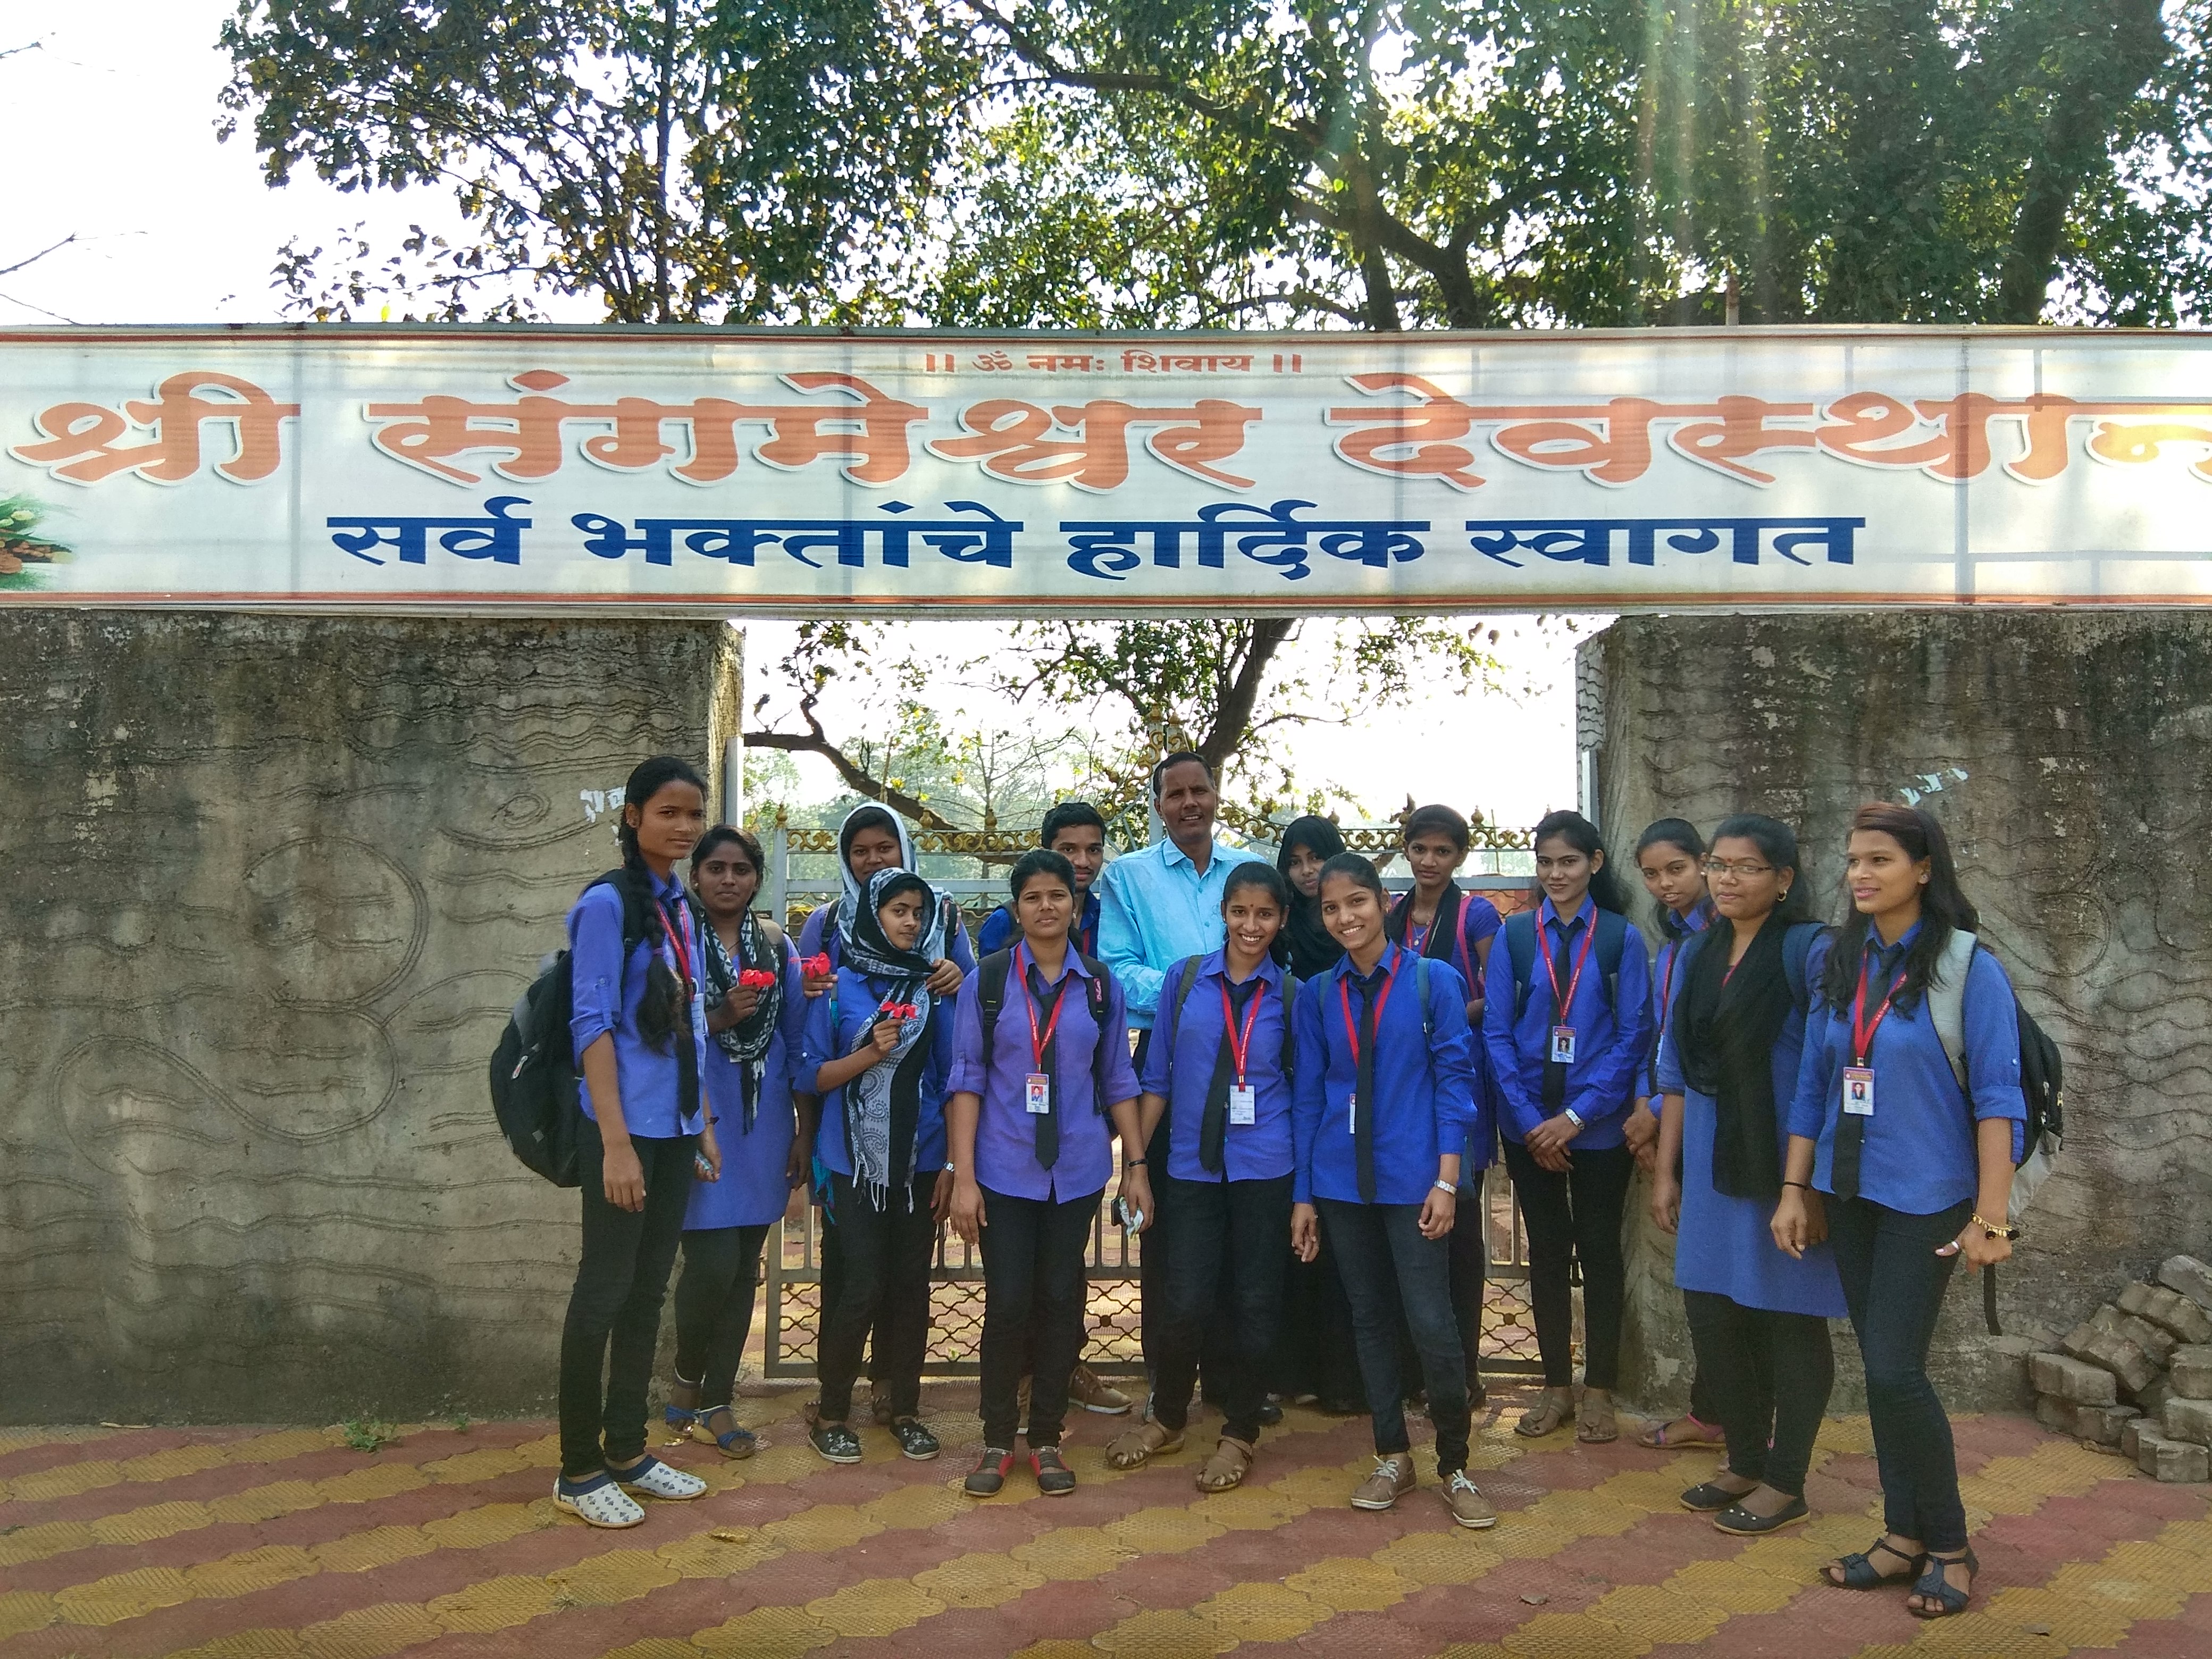 ॥ ॐ नमः शिवाय ॥
श्री संगमेश्वर देवस्थान
सर्व भक्तांचे हार्दिक स्वागत